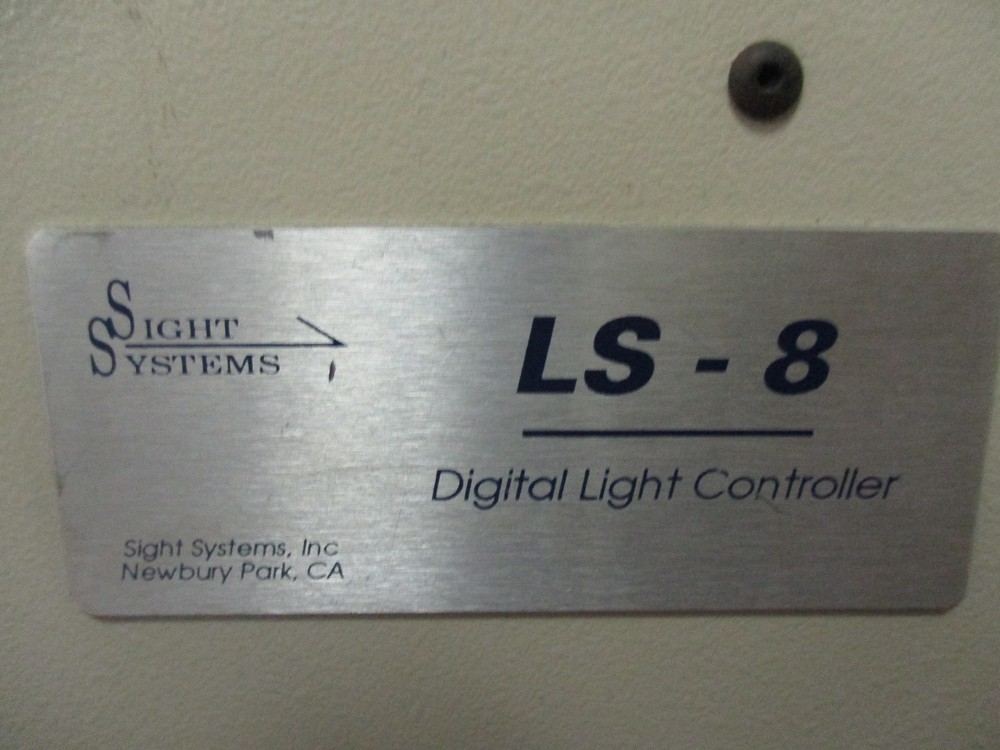 SIGHT
SYSTEMS
LS - 8
Digital Light Controller
Sight Systems, Inc
Newbury Park, CA